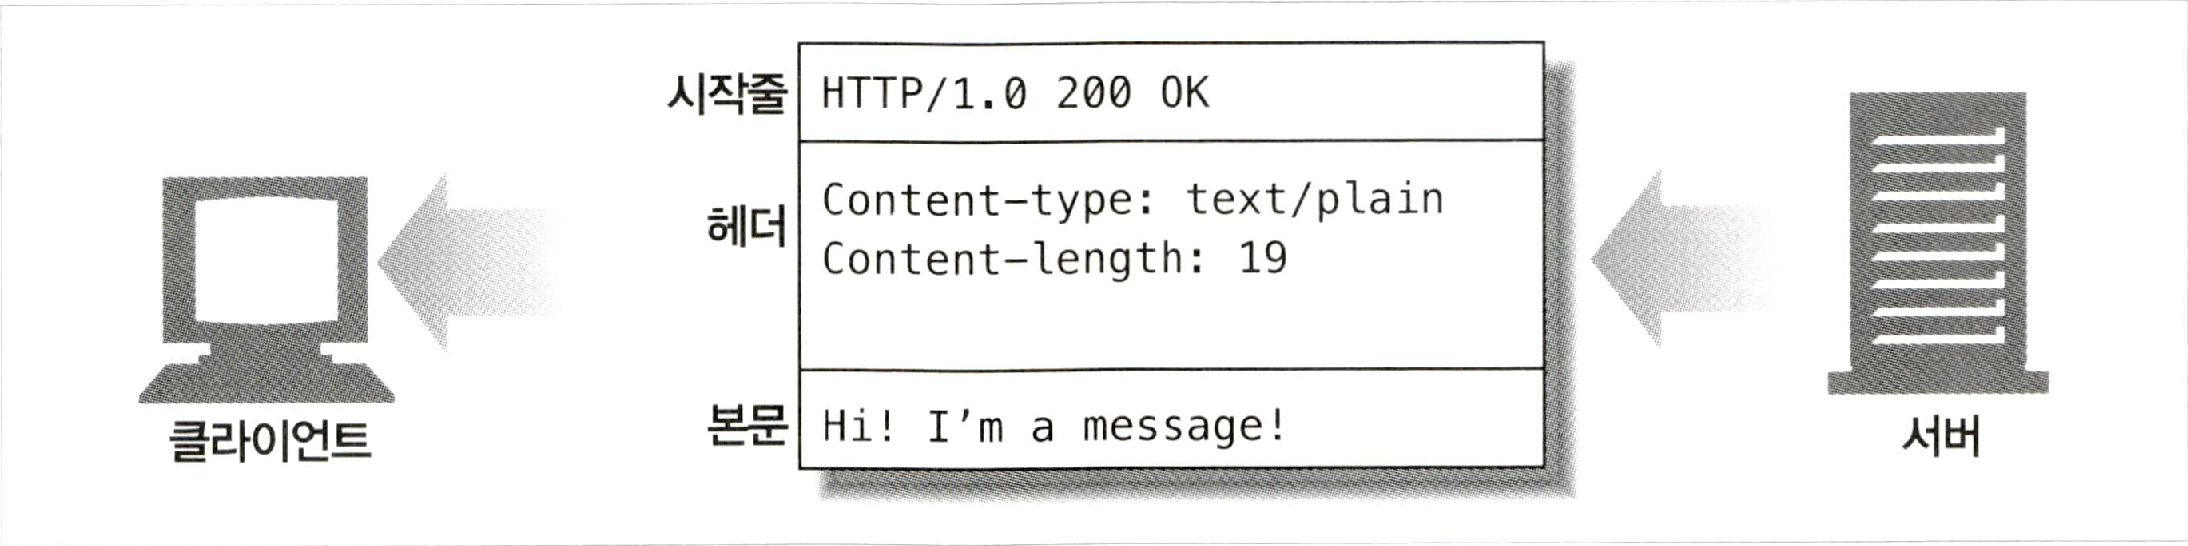 시작줄
HTTP/1.0 200 OK
헤더
Content-type: text/plain
Content-length: 19
본문
Hi! I’m a message!
클라이언트
서버